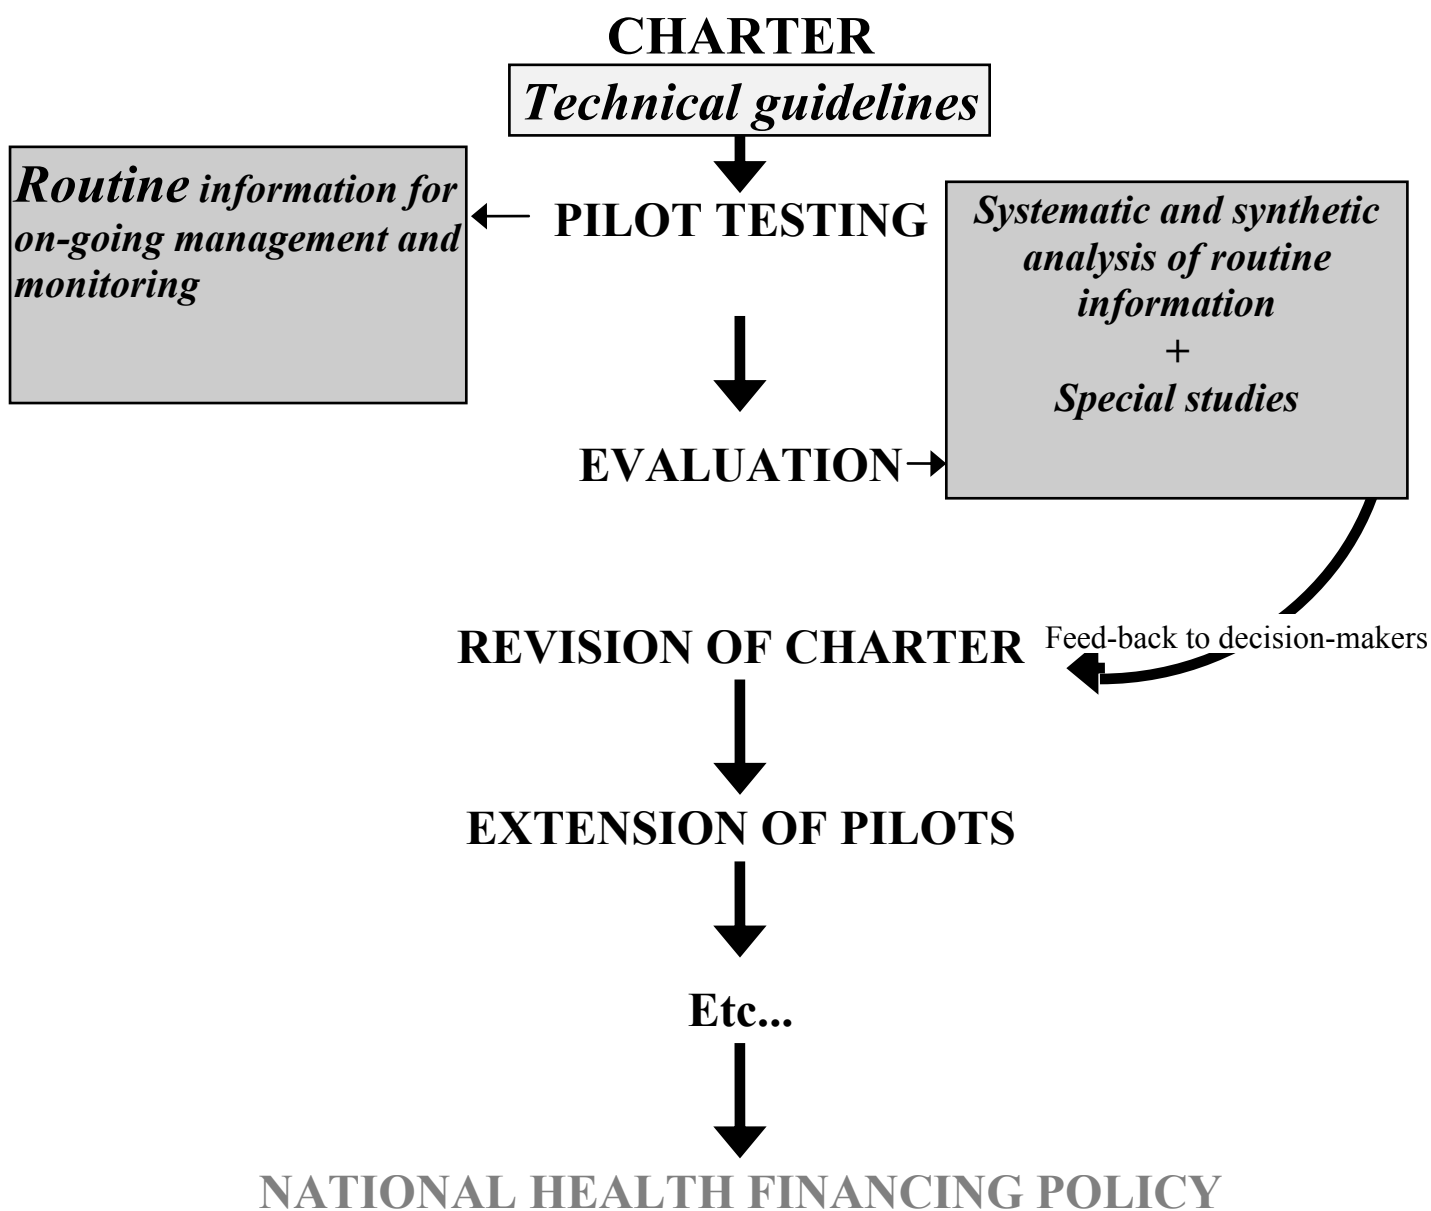 CHARTER
Technical guidelines
Routine information for
on-going management and
monitoring
PILOT TESTING
Systematic and synthetic
analysis of routine
information
+
Special studies
EVALUATION
REVISION OF CHARTER
Feed-back to decision-makers
EXTENSION OF PILOTS
Etc...
NATIONAL HEALTH FINANCING POLICY